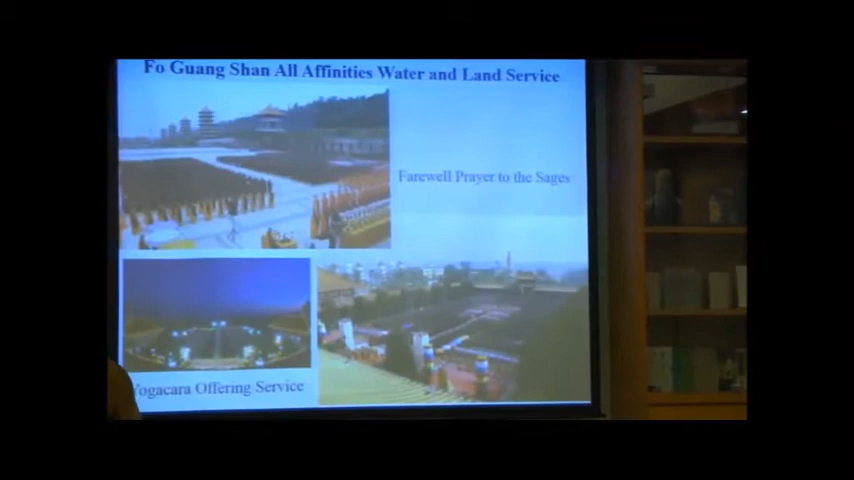 Fo Guang Shan All Affinities Water and Land Service
Farewell Prayer to the Sages
Yogacara Offering Service